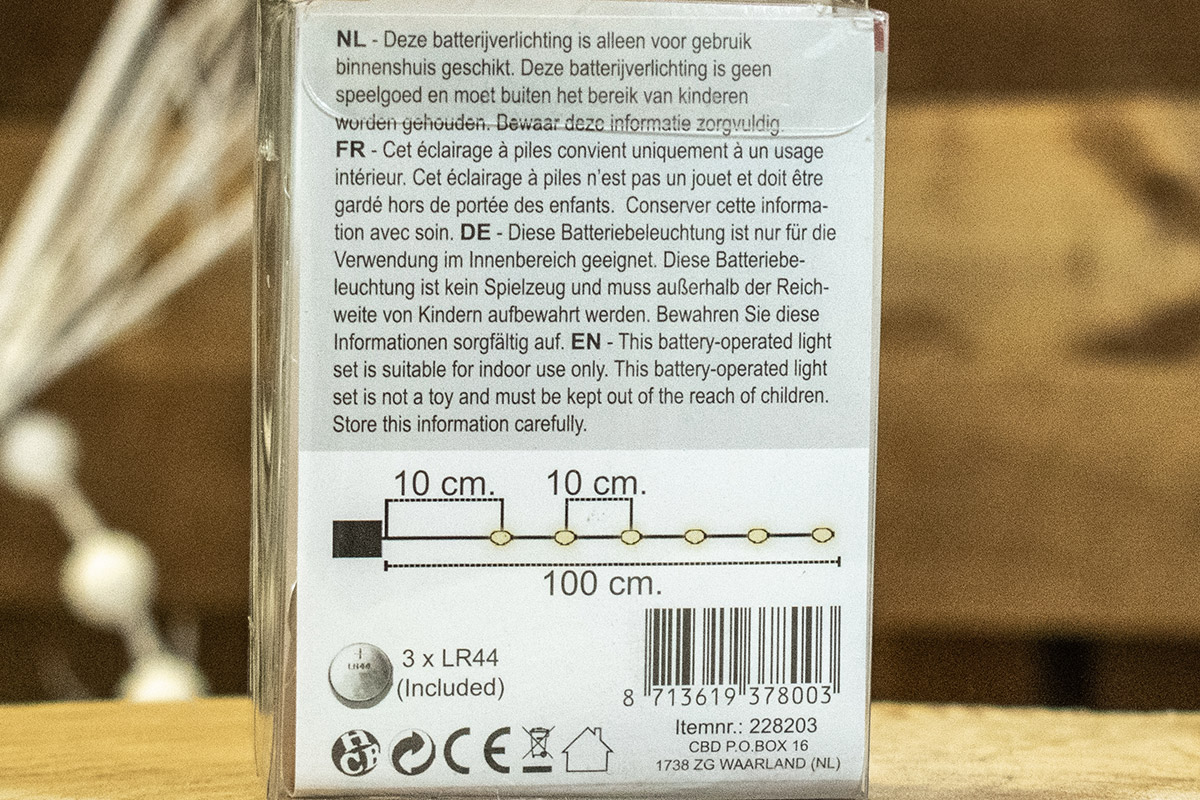 NL - Deze batterijverlichting is alleen voor gebruik
binnenshuis geschikt. Deze batterijverlichting is geen
speelgoed en moet buiten het bereik van kinderen
worden gehouden. Bewaar deze informatie zorgvuldig.
FR - Cet éclairage à piles convient uniquement à un usage
intérieur. Cet éclairage à piles n'est pas un jouet et doit être
gardé hors de portée des enfants. Conserver cette informa-
tion avec soin. DE - Diese Batteriebeleuchtung ist nur für die
Verwendung im Innenbereich geeignet. Diese Batteriebe-
leuchtung ist kein Spielzeug und muss außerhalb der Reich-
weite von Kindern aufbewahrt werden. Bewahren Sie diese
Informationen sorgfältig auf. EN - This battery-operated light
set is suitable for indoor use only. This battery-operated light
set is not a toy and must be kept out of the reach of children.
Store this information carefully.
10 cm. 10 cm.
100 cm.
LR44
3 x LR44
(Included)
8 713619 378003
Itemnr.: 228203
CBD P.O.BOX 16
1738 ZG WAARLAND (NL)
HCB
CE